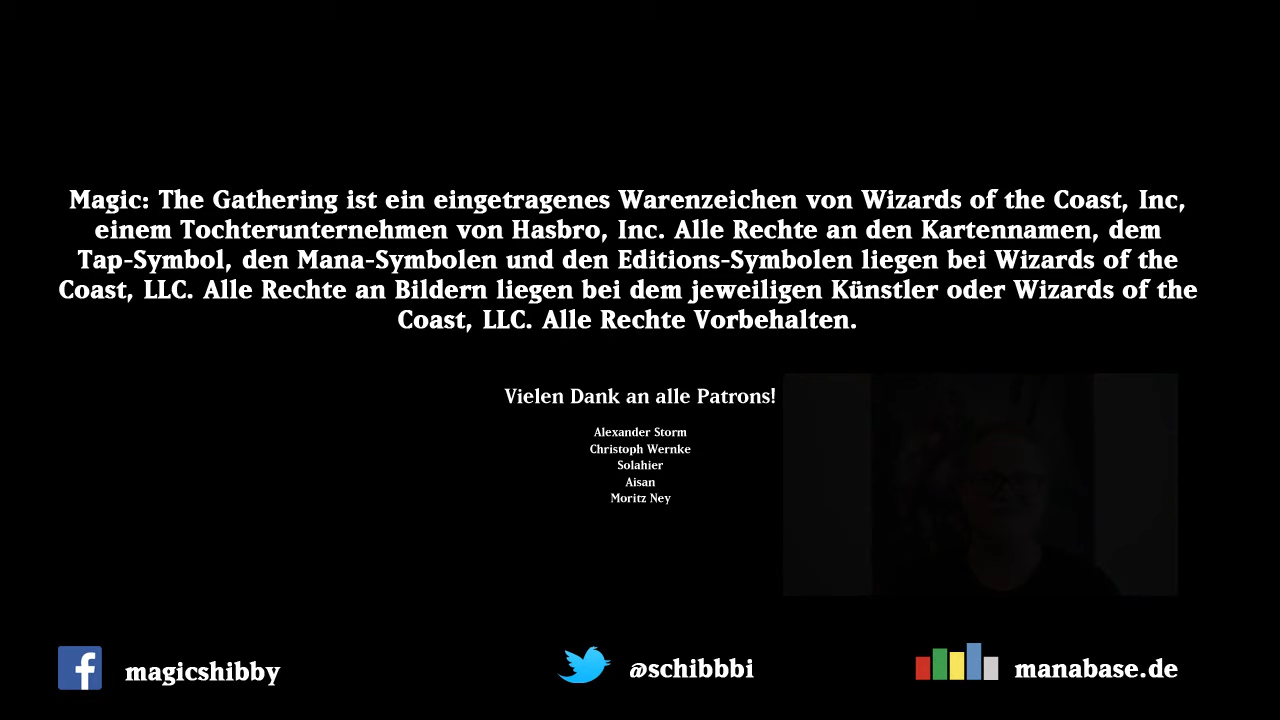 Magic: The Gathering ist ein eingetragenes Warenzeichen von Wizards of the Coast, Inc,
einem Tochterunternehmen von Hasbro, Inc. Alle Rechte an den Kartennamen, dem
Tap-Symbol, den Mana-Symbolen und den Editions-Symbolen liegen bei Wizards of the
Coast, LLC. Alle Rechte an Bildern liegen bei dem jeweiligen Künstler oder Wizards of the
Coast, LLC. Alle Rechte Vorbehalten.
Vielen Dank an alle Patrons!
Alexander Storm
Christoph Wernke
Solahier
Aisan
Moritz Ney
magicshibby
@schibbbi
manabase.de